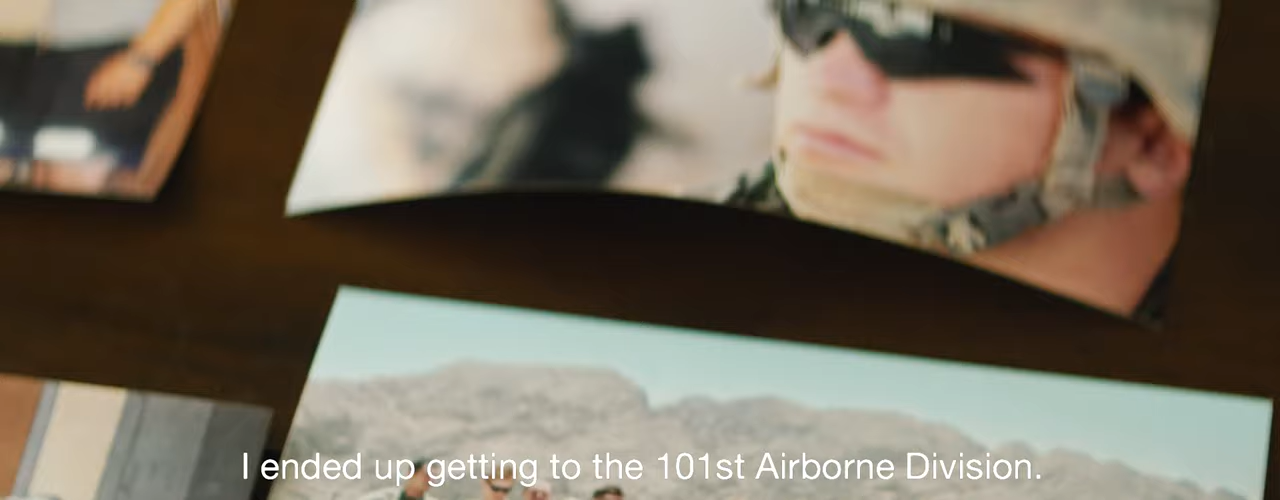 I ended up getting to the 101st Airborne Division.